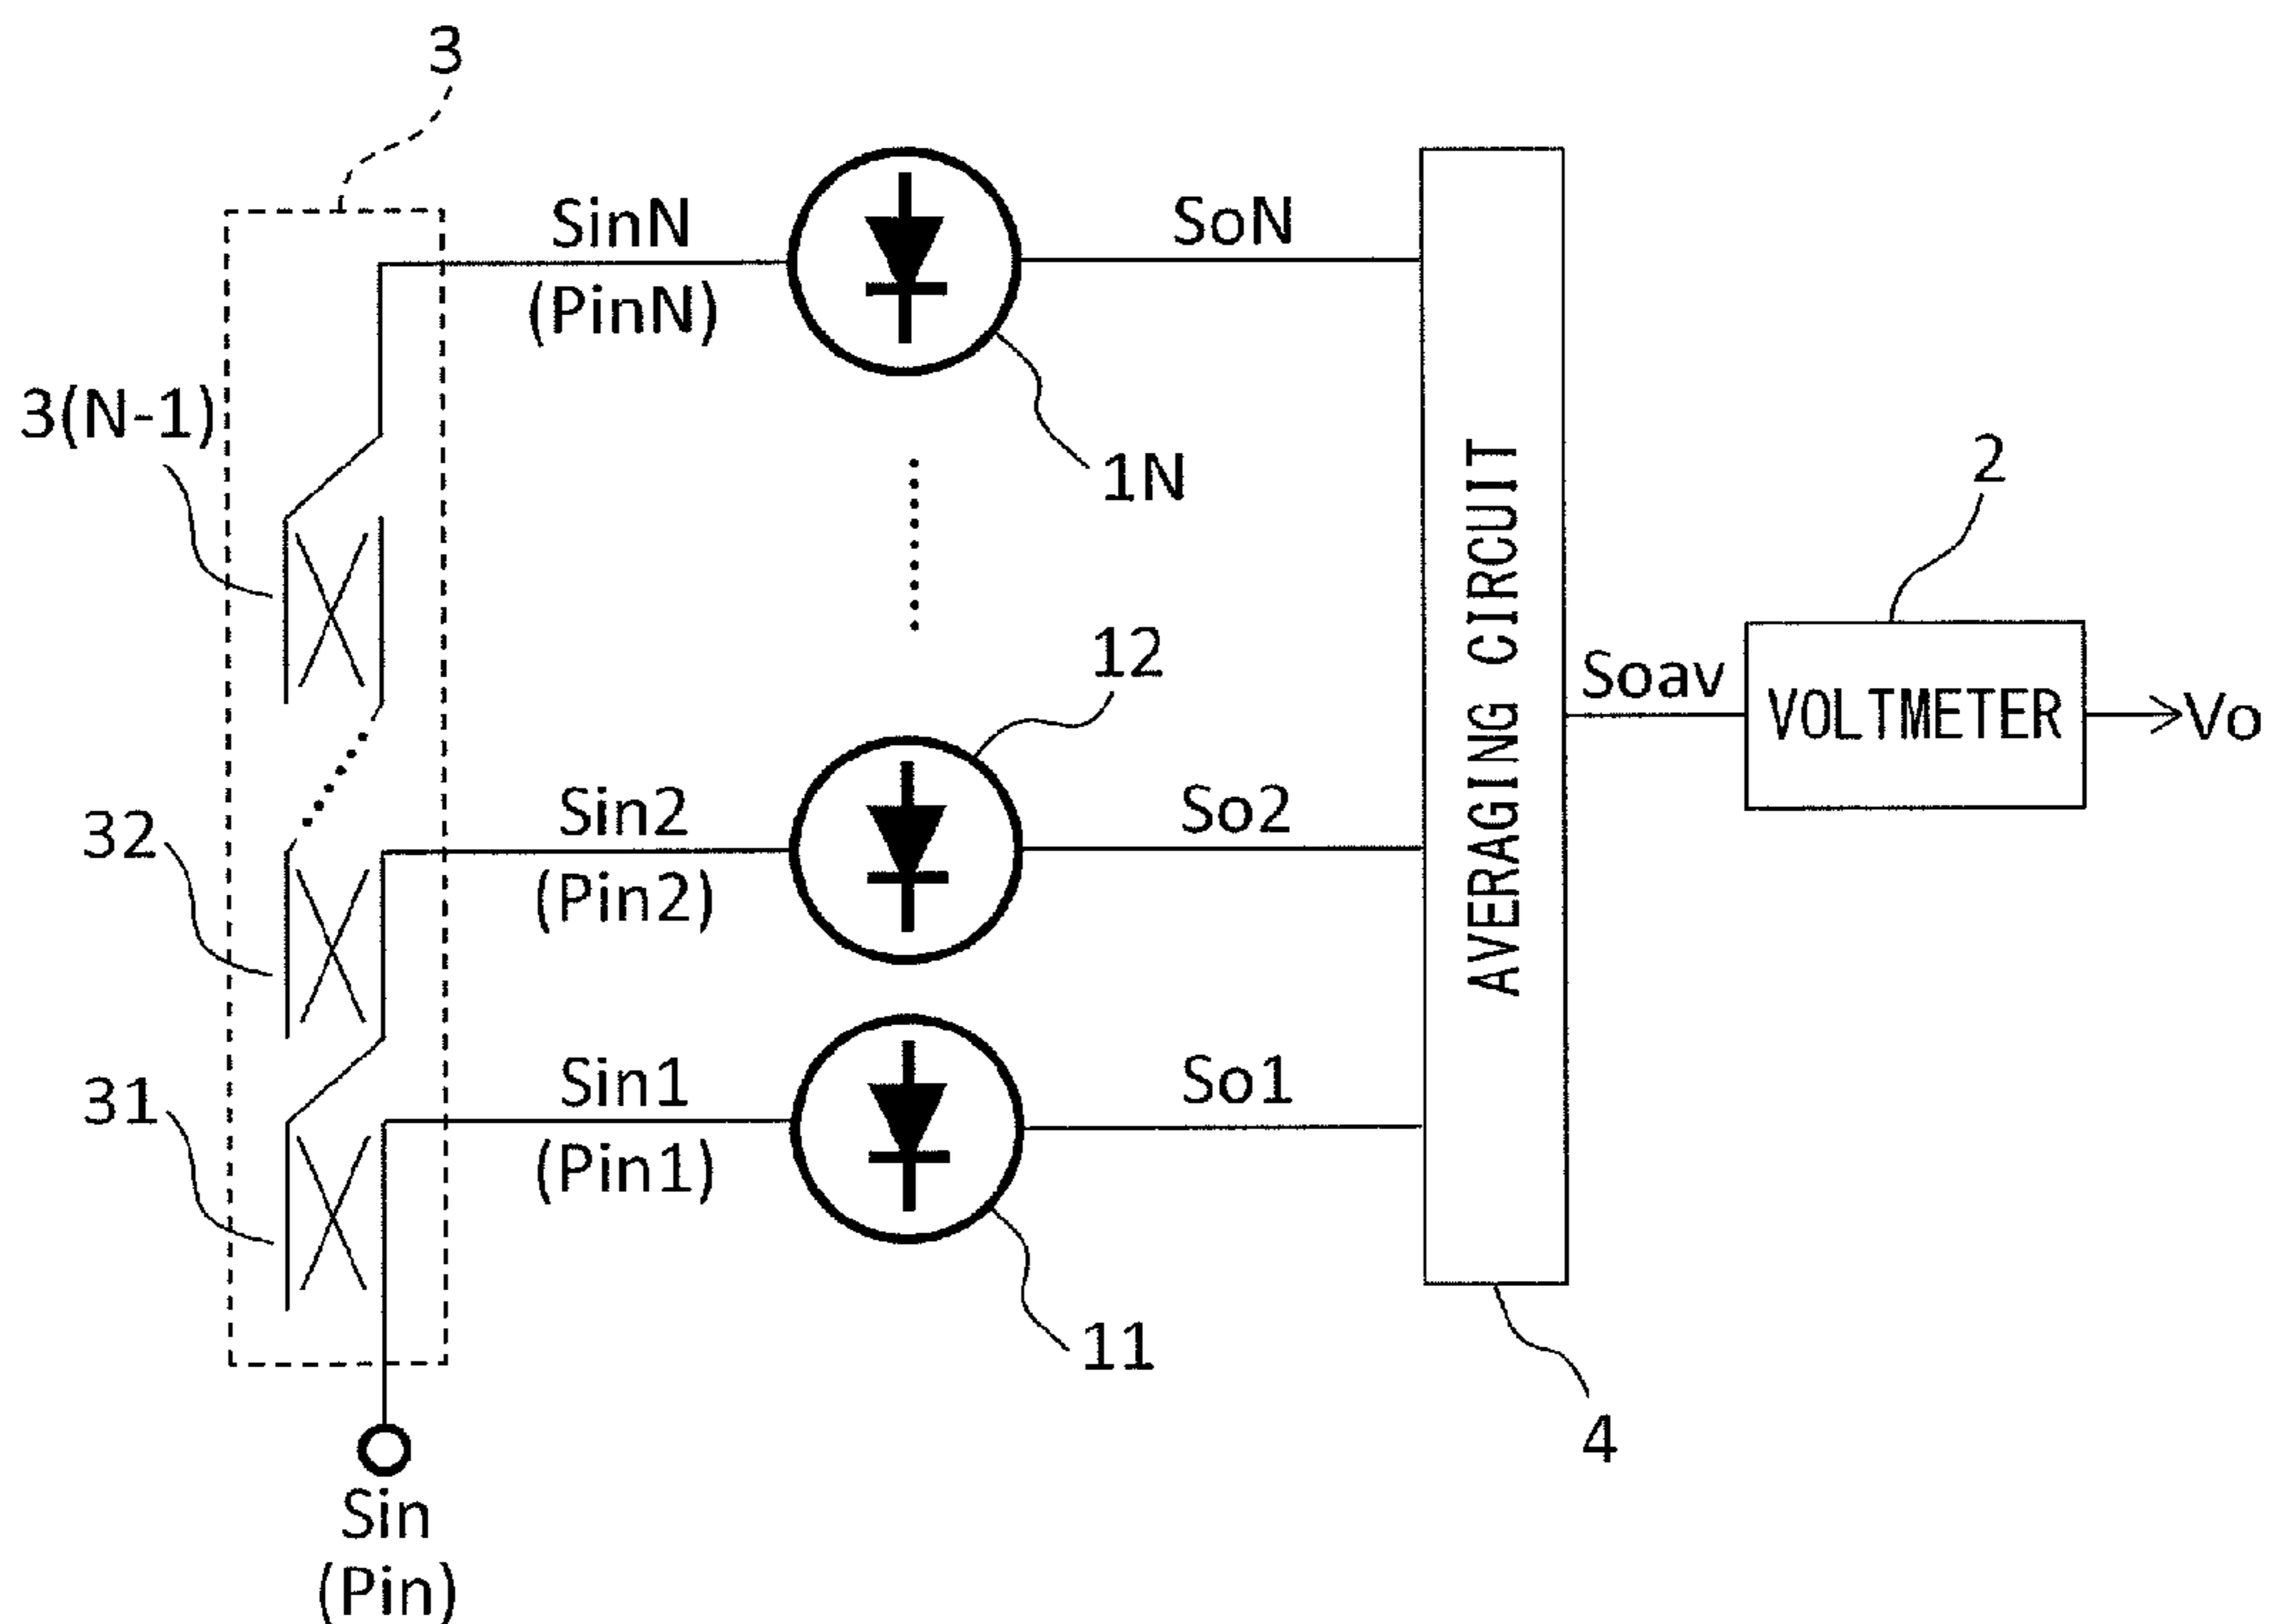 3
SinN
(PinN)
SoN
3(N-1)
1N
2
12
Soav
VOLTMETER
Vo
AVERAGING CIRCUIT
32
Sin2
(Pin2)
So2
31
Sin1
(Pin1)
So1
11
4
Sin
(Pin)